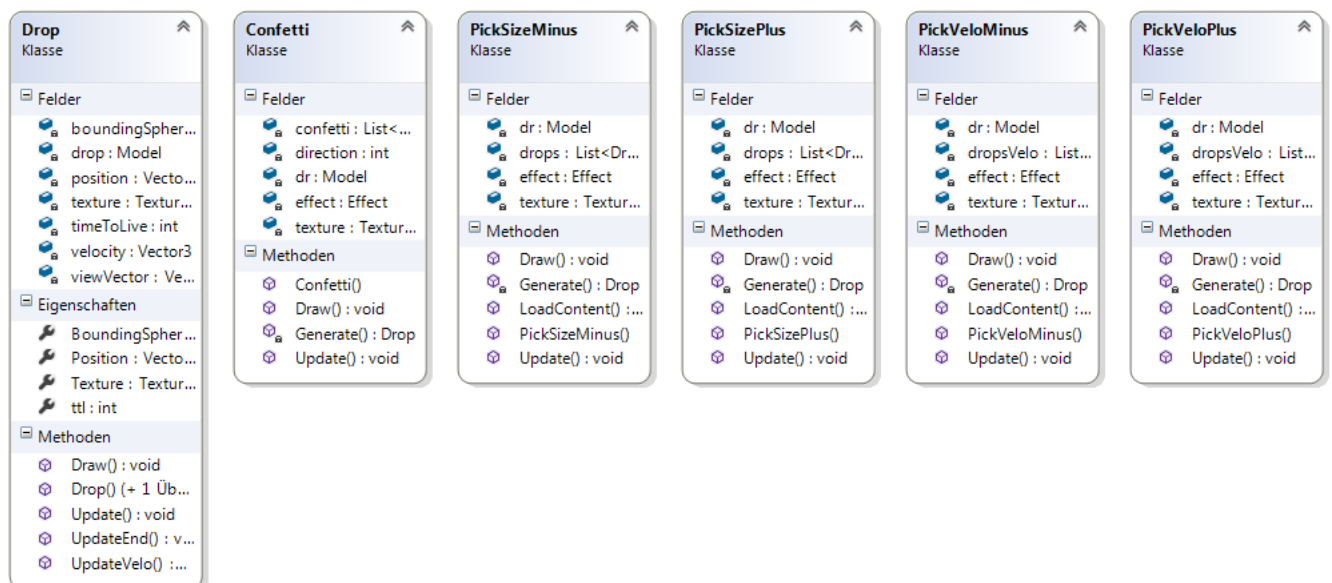 Drop
Klasse
Felder
boundingSpher...
drop : Model
position : Vecto...
texture : Textur...
timeToLive : int
velocity : Vector3
viewVector : Ve...
Eigenschaften
BoundingSpher...
Position : Vecto...
Texture : Textur...
ttl : int
Methoden
Draw() : void
Drop() (+ 1 Üb...
Update() : void
UpdateEnd() : v...
UpdateVelo() :...
Confetti
Klasse
Felder
confetti : List<...
direction : int
dr : Model
effect : Effect
texture : Textur...
Methoden
Confetti()
Draw() : void
Generate() : Drop
Update() : void
PickSizeMinus
Klasse
Felder
dr : Model
drops : List<Dr...
effect : Effect
texture : Textur...
Methoden
Draw() : void
Generate() : Drop
LoadContent() :...
PickSizeMinus()
Update() : void
PickSizePlus
Klasse
Felder
dr : Model
drops : List<Dr...
effect : Effect
texture : Textur...
Methoden
Draw() : void
Generate() : Drop
LoadContent() :...
PickSizePlus()
Update() : void
PickVeloMinus
Klasse
Felder
dr : Model
dropsVelo : List...
effect : Effect
texture : Textur...
Methoden
Draw() : void
Generate() : Drop
LoadContent() :...
PickVeloMinus()
Update() : void
PickVeloPlus
Klasse
Felder
dr : Model
dropsVelo : List...
effect : Effect
texture : Textur...
Methoden
Draw() : void
Generate() : Drop
LoadContent() :...
PickVeloPlus()
Update() : void